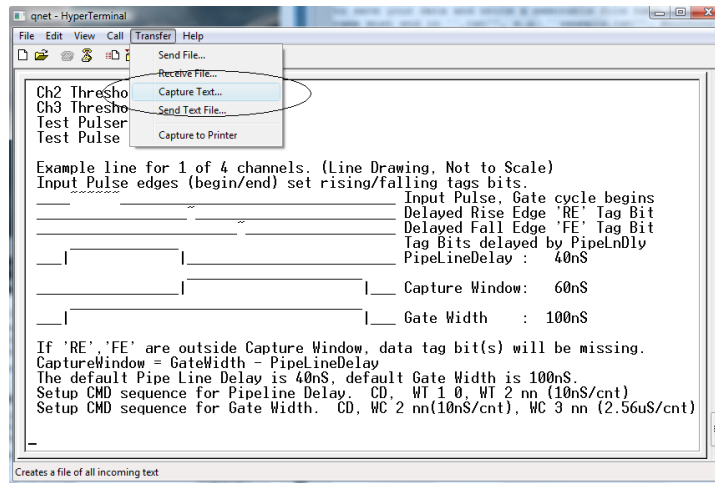 qnet - HyperTerminal
File Edit View Call Transfer Help
Send File...
Receive File...
Capture Text...
Send Text File...
Capture to Printer
Ch2 Thresho
Ch3 Thresho
Test Pulser
Test Pulse
Example line for 1 of 4 channels. (Line Drawing, Not to Scale)
Input Pulse edges (begin/end) set rising/falling tags bits.
Input Pulse, Gate cycle begins
Delayed Rise Edge 'RE' Tag Bit
Delayed Fall Edge 'FE' Tag Bit
Tag Bits delayed by PipeLnDly
PipeLineDelay : 40nS
Capture Window: 60nS
Gate Width : 100nS
If 'RE','FE' are outside Capture Window, data tag bit(s) will be missing.
CaptureWindow = GateWidth - PipeLineDelay
The default Pipe Line Delay is 40nS, default Gate Width is 100nS.
Setup CMD sequence for Pipeline Delay. CD, WT 1 0, WT 2 nn (10nS/cnt)
Setup CMD sequence for Gate Width. CD, WC 2 nn(10nS/cnt), WC 3 nn (2.56uS/cnt)
Creates a file of all incoming text